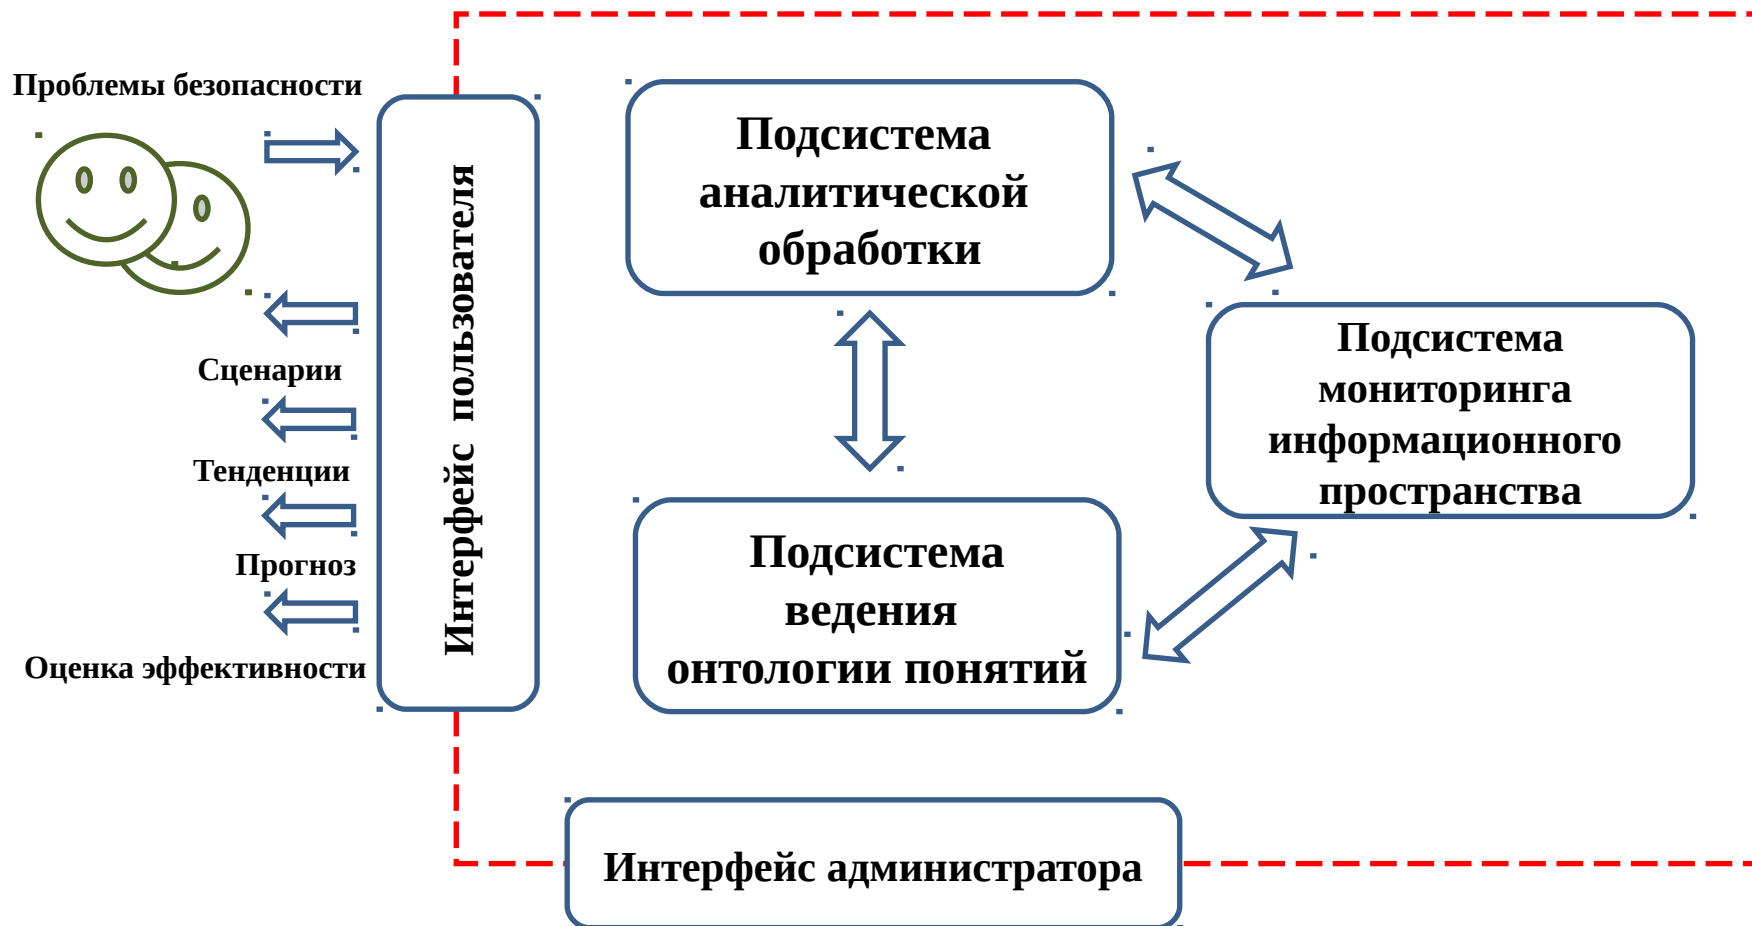 Проблемы безопасности
Сценарии
Тенденции
Прогноз
Оценка эффективности
Интерфейс пользователя
Подсистема
аналитической
обработки
Подсистема
мониторинга
информационного
пространства
Подсистема
ведения
онтологии понятий
Интерфейс администратора